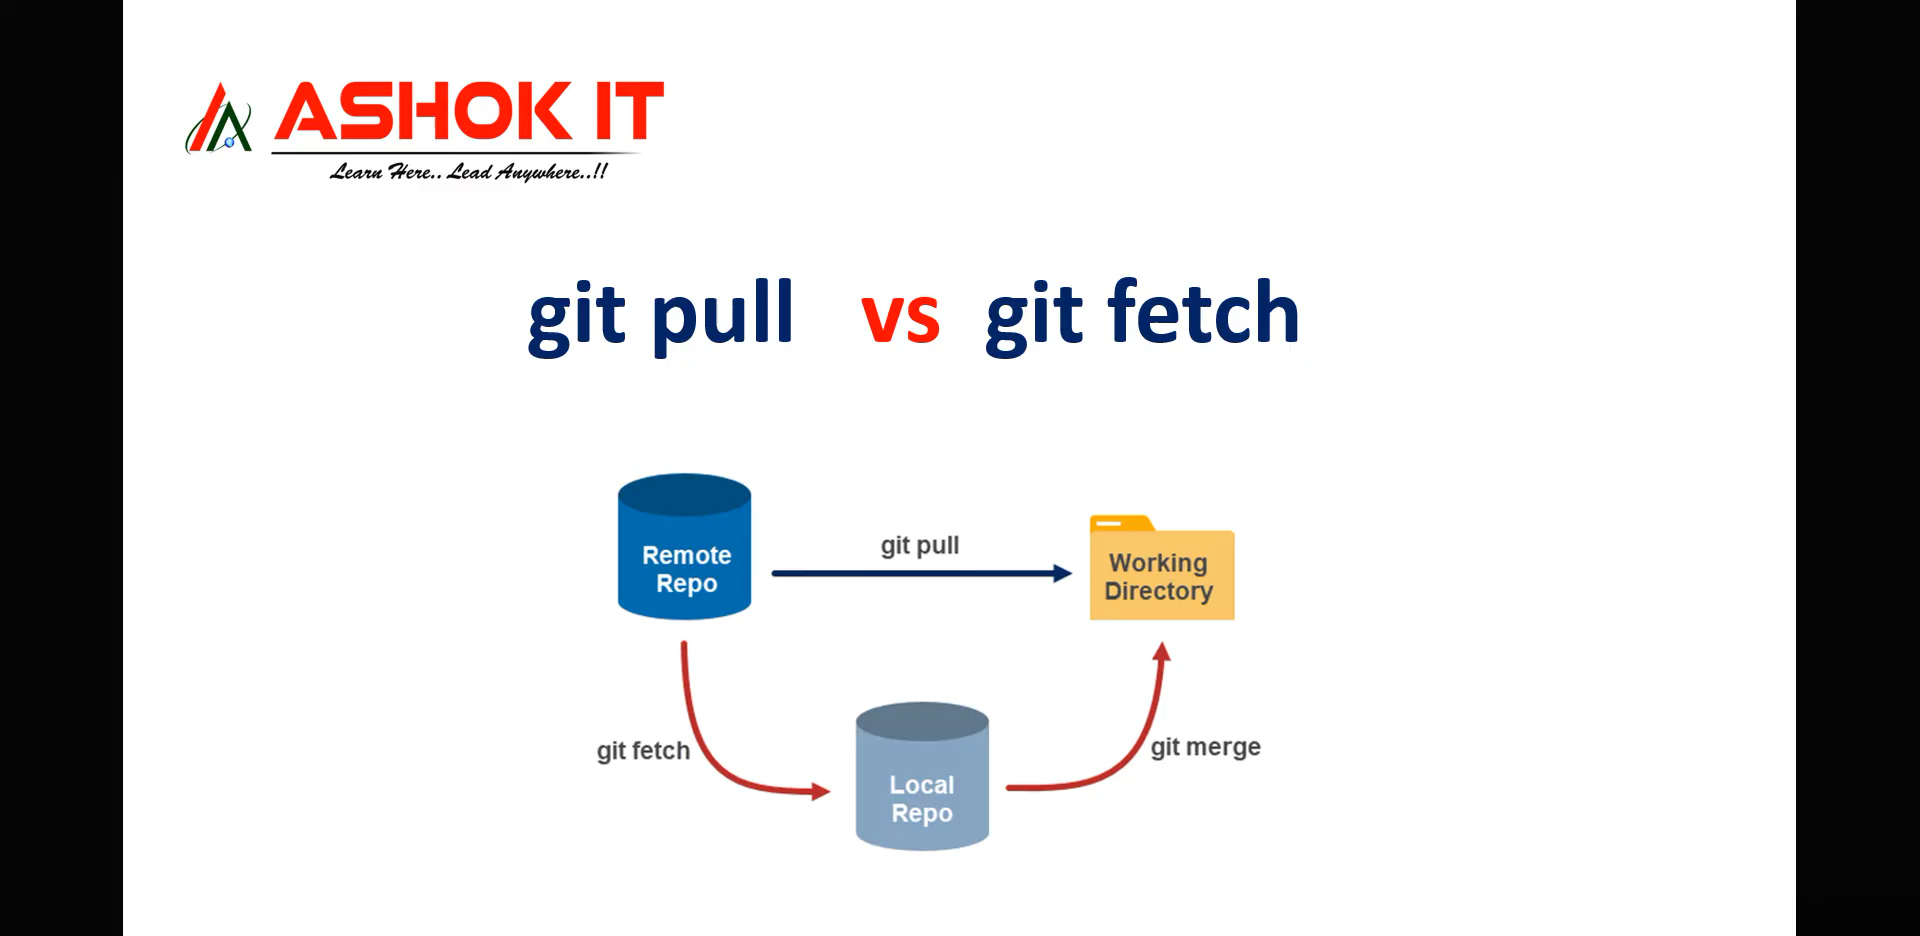 ASHOK IT
Learn Here.. Lead Anywhere..!!
git pull vs git fetch
Remote
Repo
git pull
Working
Directory
git fetch
Local
Repo
git merge